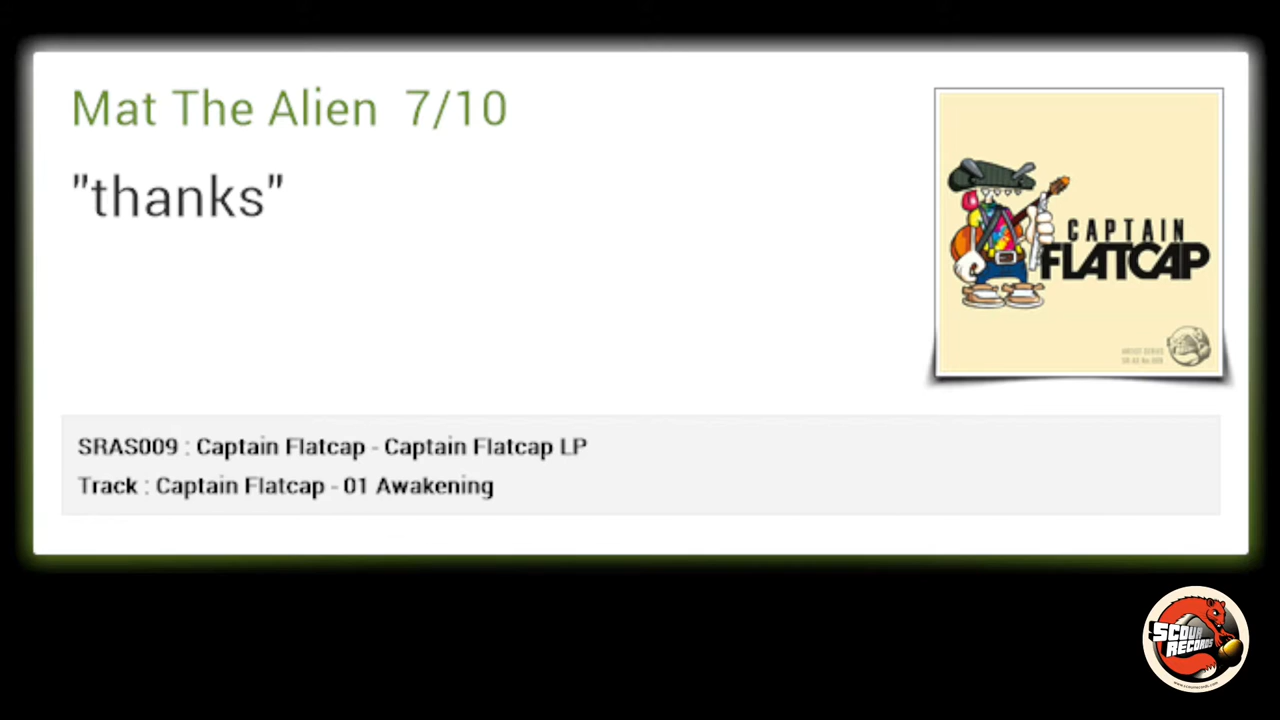 Mat The Alien 7/10
"thanks"
CAPTAIN
FLATCAP
SRAS009 : Captain Flatcap - Captain Flatcap LP
Track : Captain Flatcap - 01 Awakening
SCOUR
RECORDS